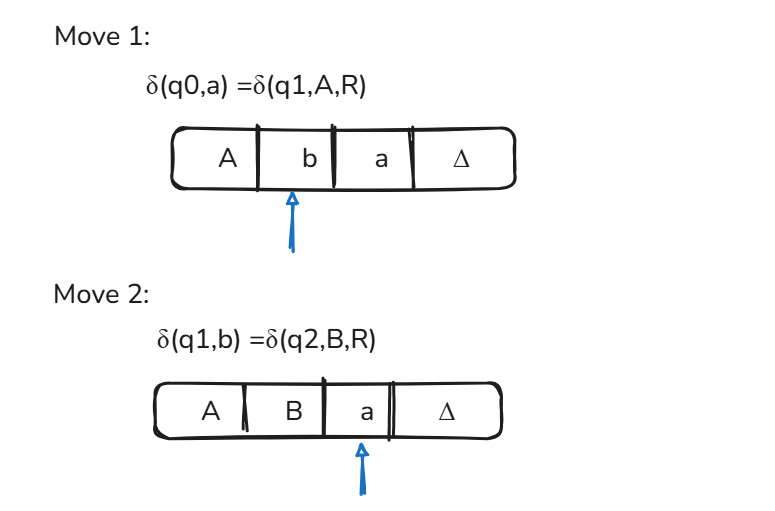 Move 1:
δ(q0,a) =δ(q1,A,R)
A b a Δ
Move 2:
δ(q1,b) =δ(q2,B,R)
A B a Δ